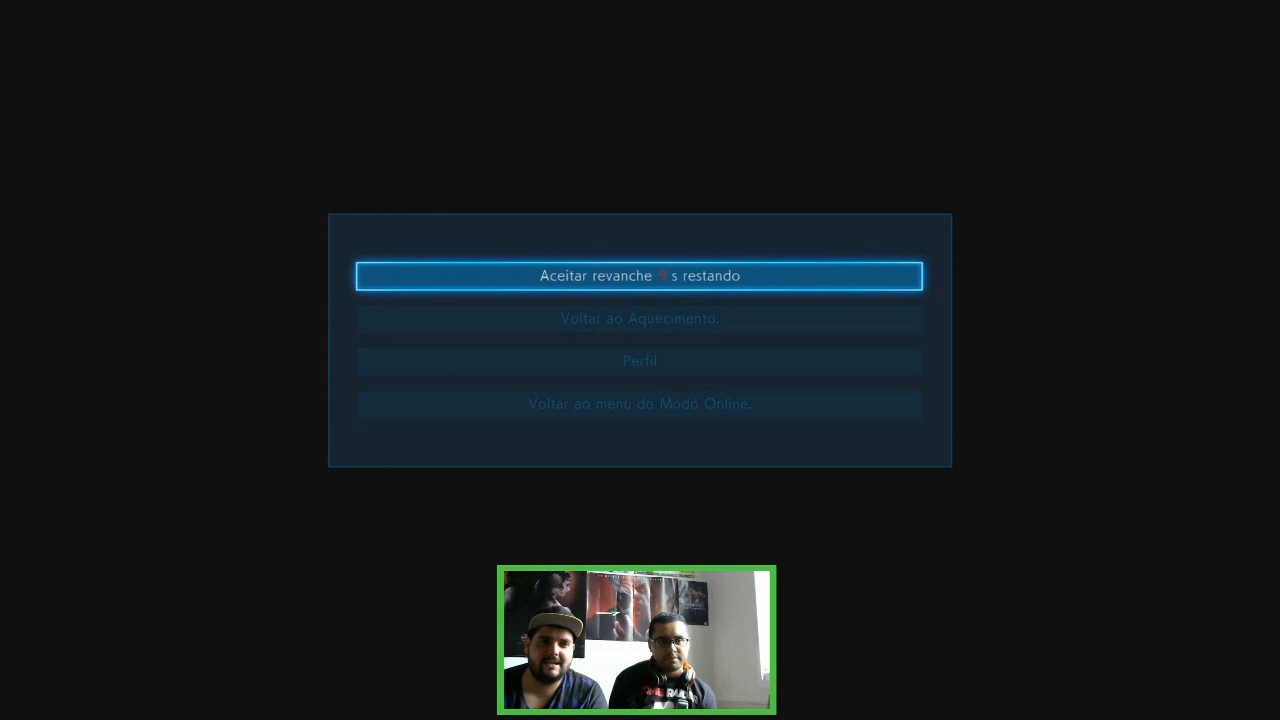 Aceitar revanche 9 s restando
Voltar ao Aquecimento.
Perfil
Voltar ao menu do Modo Online.